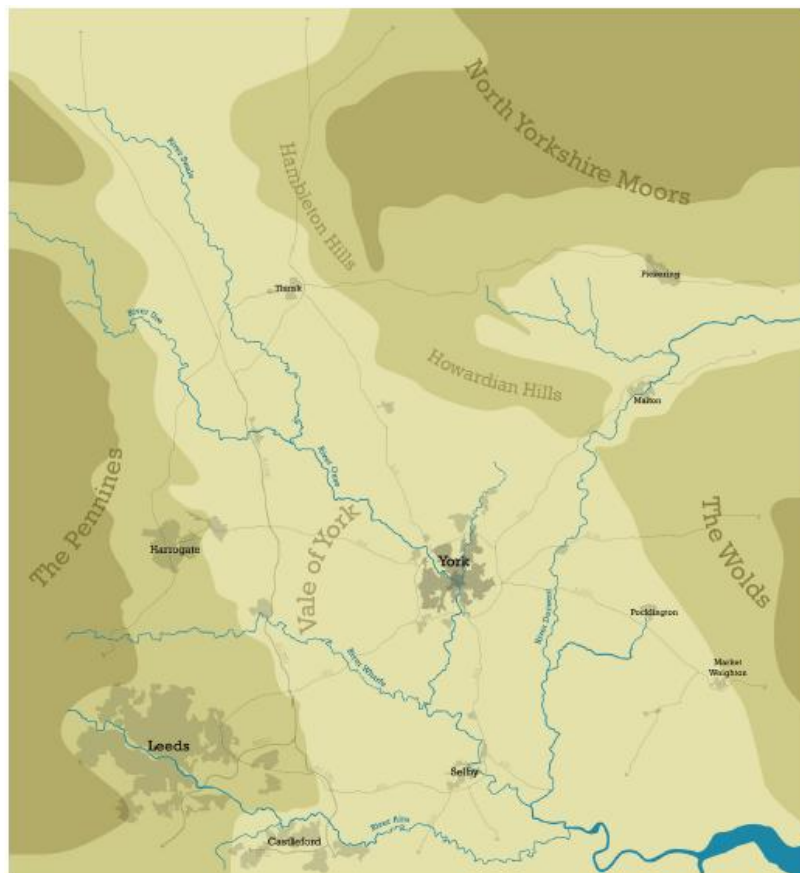 North Yorkshire Moors
River Swale
Hambleton Hills
Pickering
Thirsk
River Ure
Howardian Hills
Malton
River Ouse
The Pennines
Vale of York
The Wolds
Harrogate
York
River Derwent
Pocklington
River Wharfe
Market
Weighton
Leeds
Selby
River Aire
Castleford